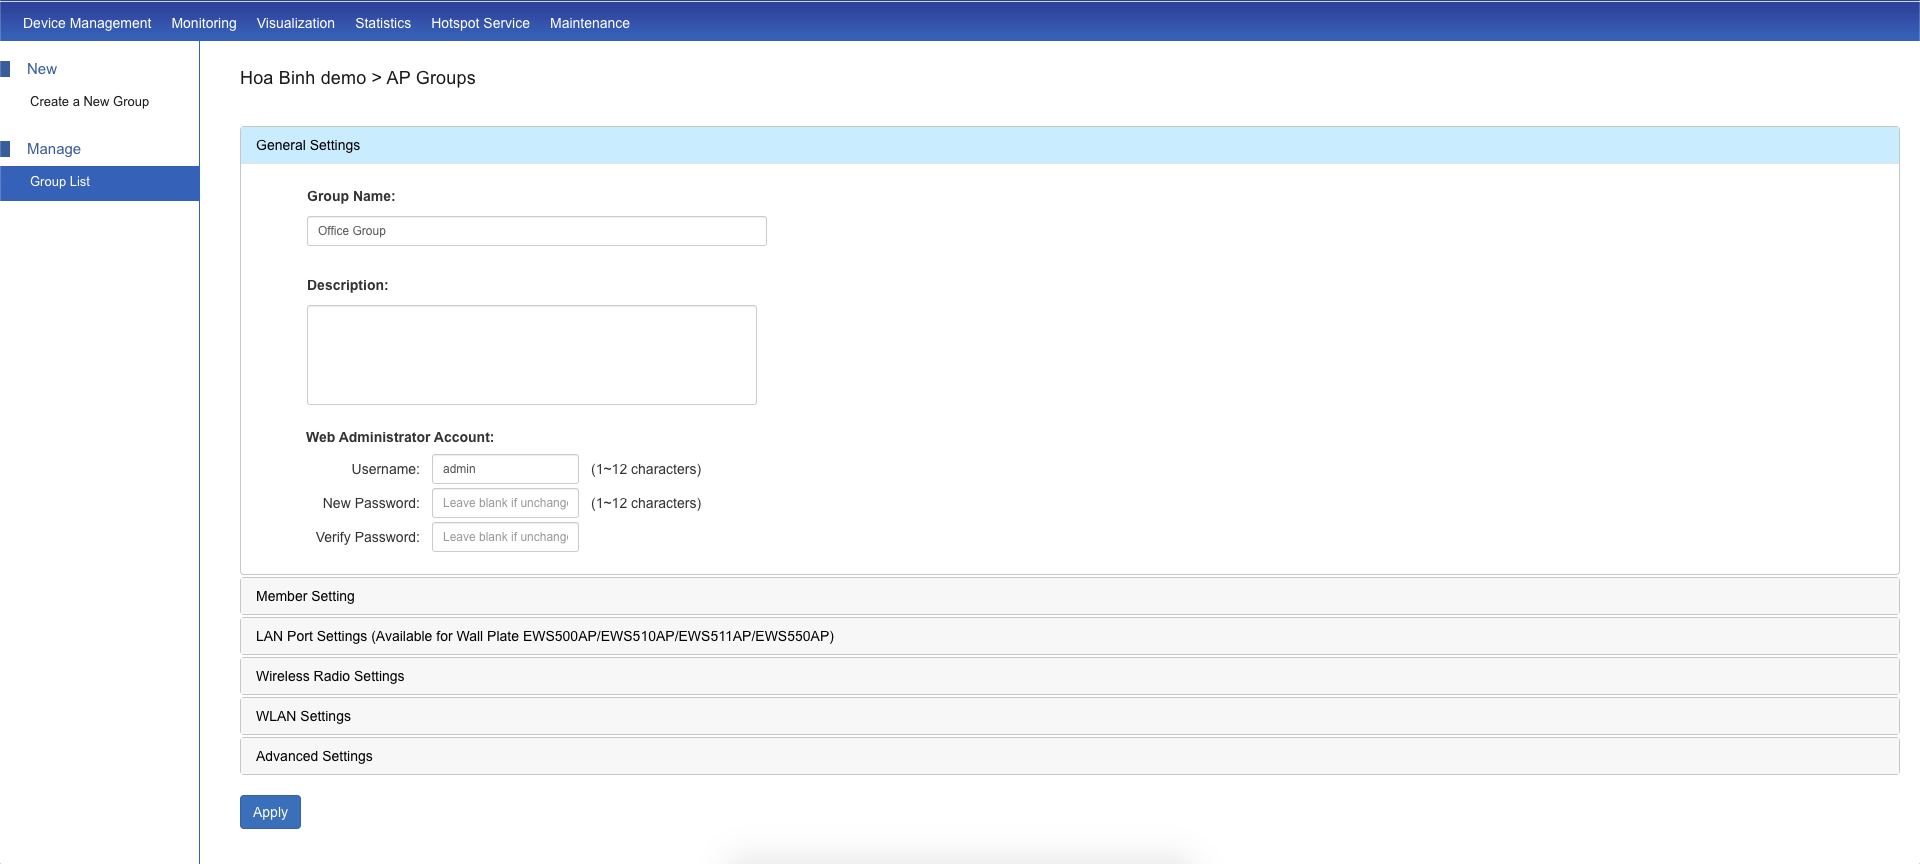 Device Management Monitoring Visualization Statistics Hotspot Service Maintenance
New
Create a New Group
Manage
Group List
Hoa Binh demo > AP Groups
General Settings
Group Name:
Office Group
Description:
Web Administrator Account:
Username: admin (1~12 characters)
New Password: Leave blank if unchang (1~12 characters)
Verify Password: Leave blank if unchang
Member Setting
LAN Port Settings (Available for Wall Plate EWS500AP/EWS510AP/EWS511AP/EWS550AP)
Wireless Radio Settings
WLAN Settings
Advanced Settings
Apply